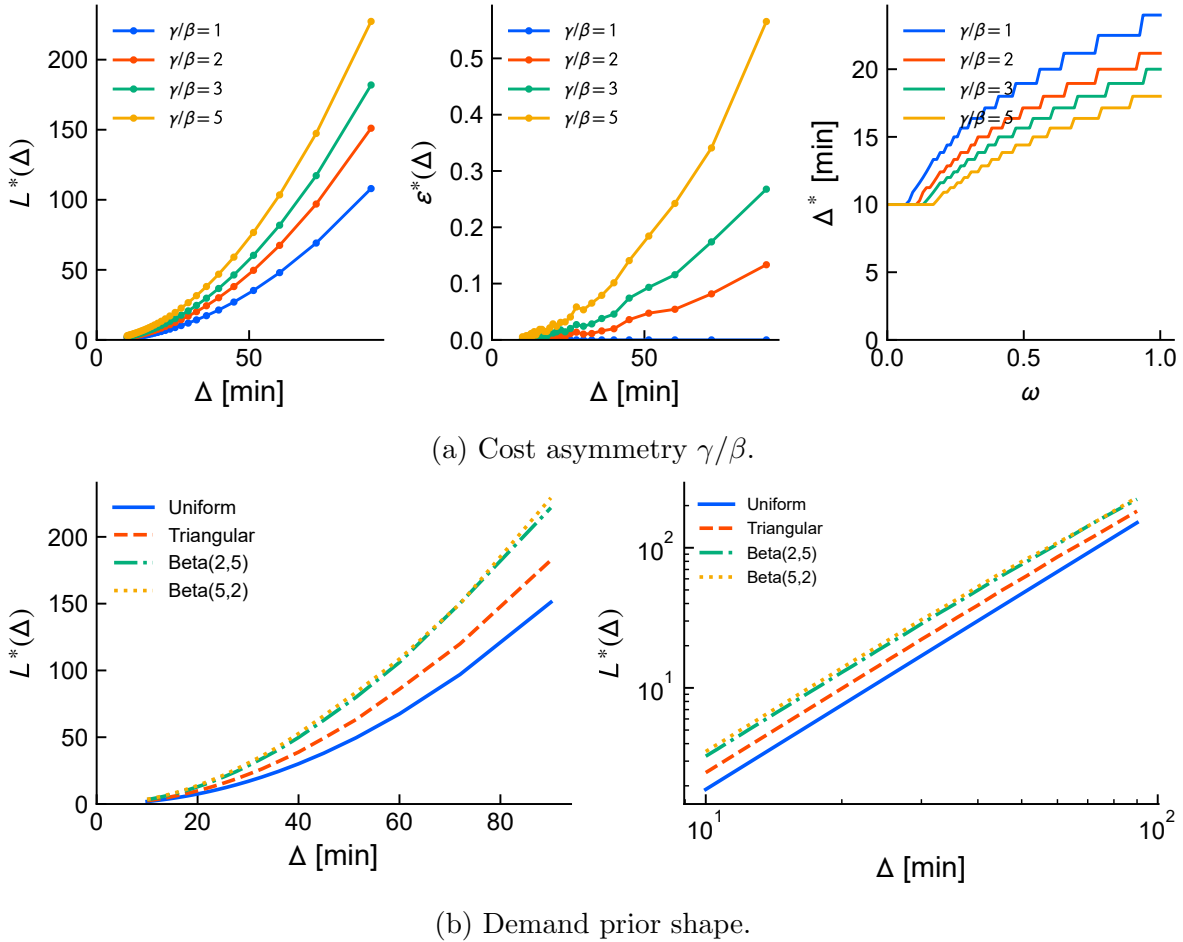 200
150
100
50
0
L*(Δ)
0
50
Δ [min]
γ/β = 1
γ/β = 2
γ/β = 3
γ/β = 5
0.5
0.4
0.3
0.2
0.1
0.0
ε*(Δ)
0
50
Δ [min]
γ/β = 1
γ/β = 2
γ/β = 3
γ/β = 5
20
15
10
5
0
Δ* [min]
0.0
0.5
1.0
ω
γ/β = 1
γ/β = 2
γ/β = 3
γ/β = 5
(a) Cost asymmetry γ/β.
200
150
100
50
0
L*(Δ)
0
20
40
60
80
Δ [min]
Uniform
Triangular
Beta(2,5)
Beta(5,2)
10²
10¹
L*(Δ)
10¹
10²
Δ [min]
Uniform
Triangular
Beta(2,5)
Beta(5,2)
(b) Demand prior shape.